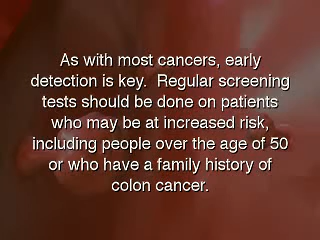 As with most cancers, early
detection is key.  Regular screening
tests should be done on patients
who may be at increased risk,
including people over the age of 50
or who have a family history of
colon cancer.